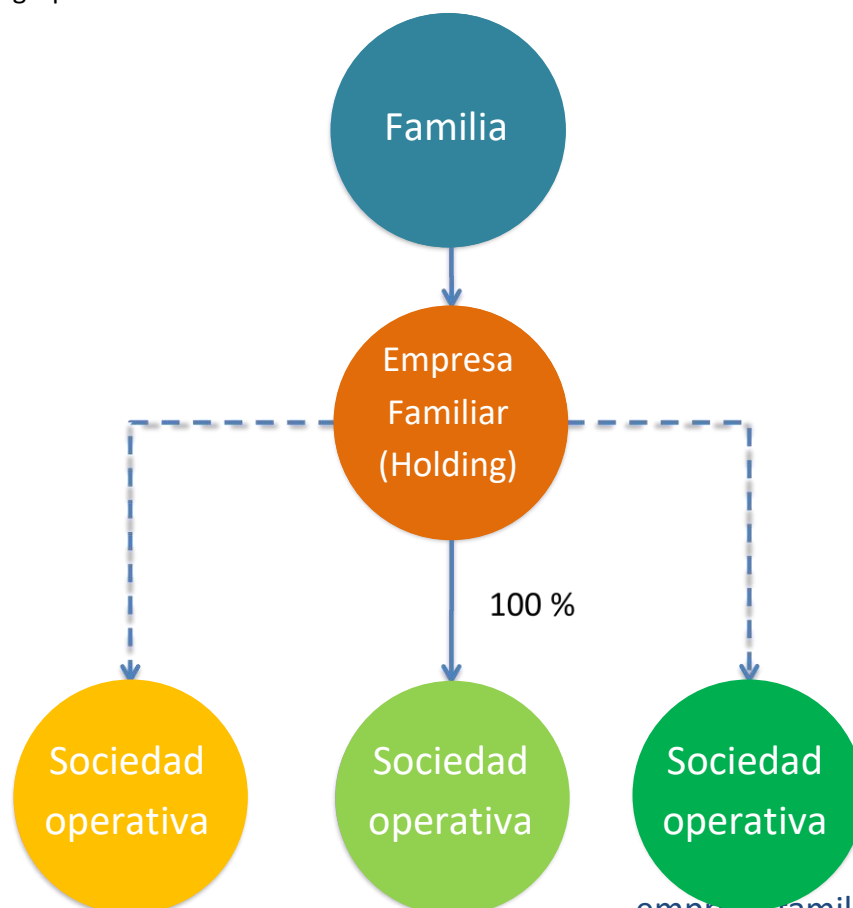 Familia
Empresa
Familiar
(Holding)
100 %
Sociedad
operativa
Sociedad
operativa
Sociedad
operativa